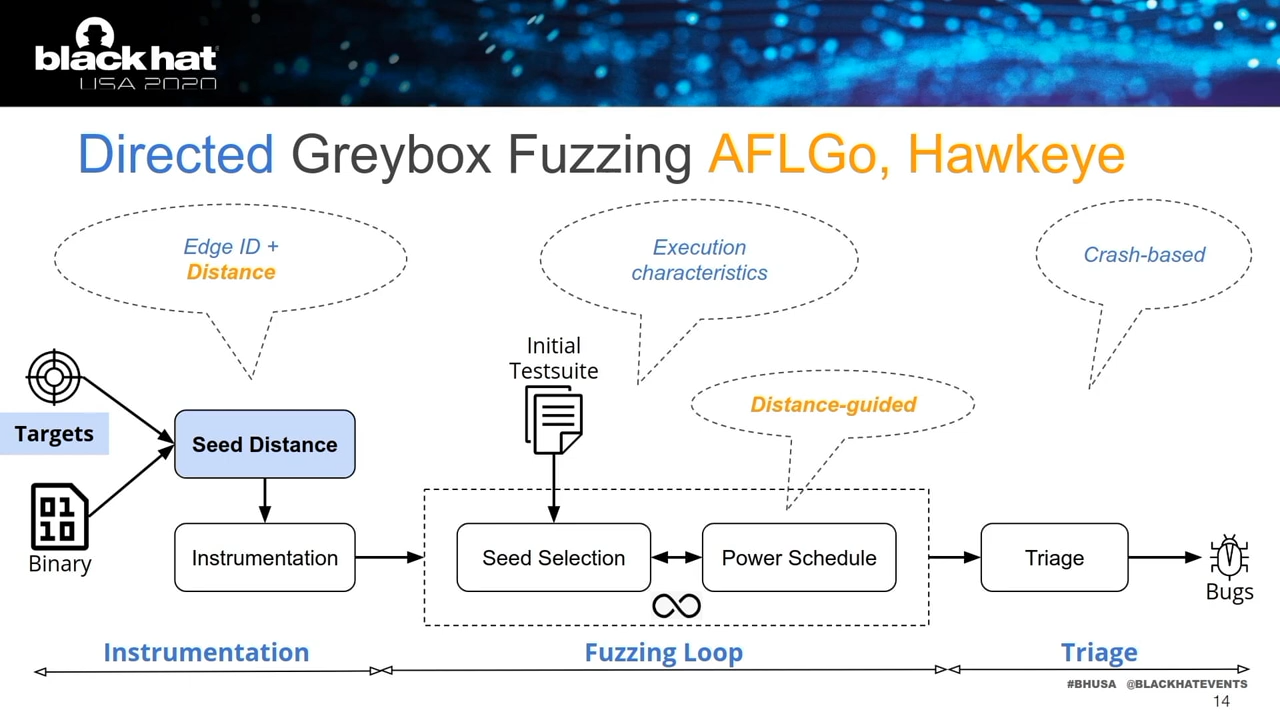 black hat
USA 2020
Directed Greybox Fuzzing AFLGo, Hawkeye
Edge ID +
Distance
Execution
characteristics
Crash-based
Initial
Testsuite
Distance-guided
Targets
Seed Distance
Binary
01
10
Instrumentation
Seed Selection
Power Schedule
Triage
Bugs
Instrumentation
Fuzzing Loop
Triage
#BHUSA @BLACKHATEVENTS
14